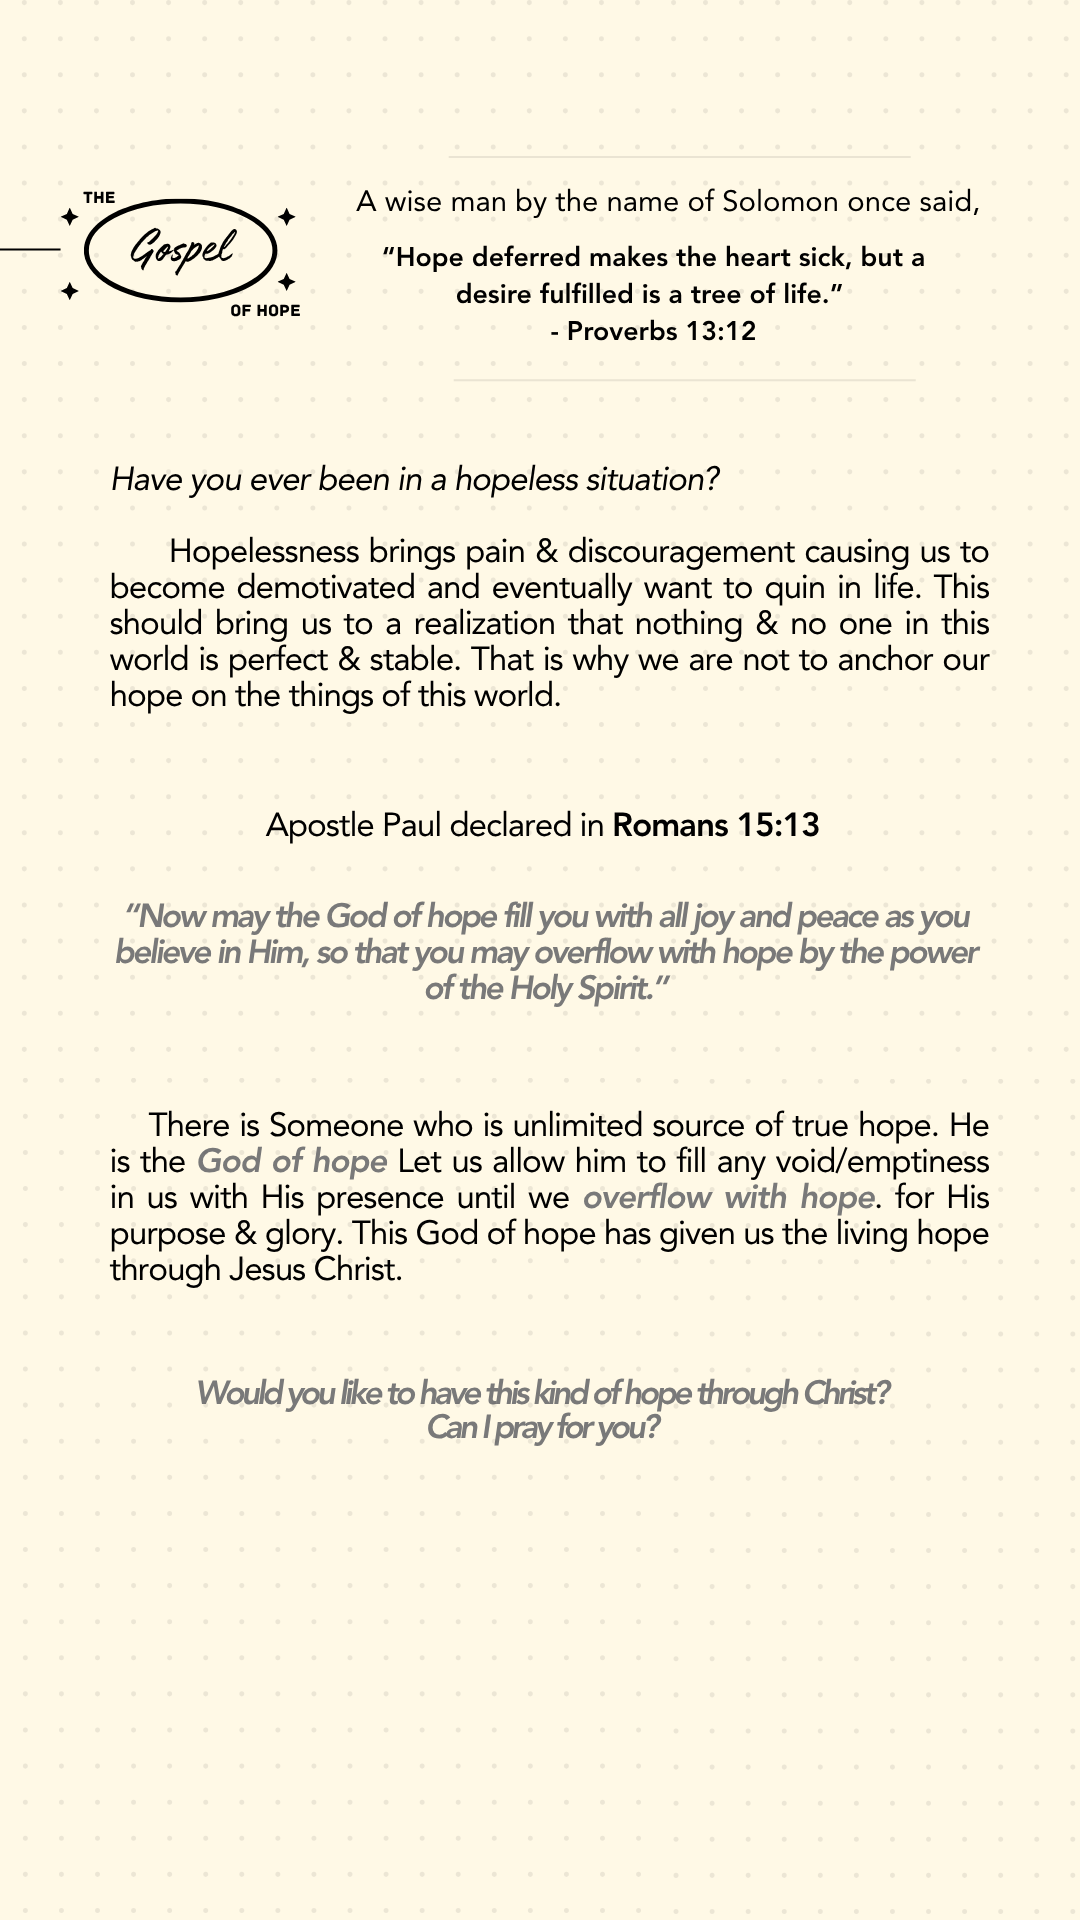 THE
Gospel
OF HOPE
A wise man by the name of Solomon once said,
“Hope deferred makes the heart sick, but a
desire fulfilled is a tree of life.”
- Proverbs 13:12
Have you ever been in a hopeless situation?
Hopelessness brings pain & discouragement causing us to
become demotivated and eventually want to quin in life. This
should bring us to a realization that nothing & no one in this
world is perfect & stable. That is why we are not to anchor our
hope on the things of this world.
Apostle Paul declared in Romans 15:13
“Now may the God of hope fill you with all joy and peace as you
believe in Him, so that you may overflow with hope by the power
of the Holy Spirit.”
There is Someone who is unlimited source of true hope. He
is the God of hope Let us allow him to fill any void/emptiness
in us with His presence until we overflow with hope. for His
purpose & glory. This God of hope has given us the living hope
through Jesus Christ.
Would you like to have this kind of hope through Christ?
Can I pray for you?